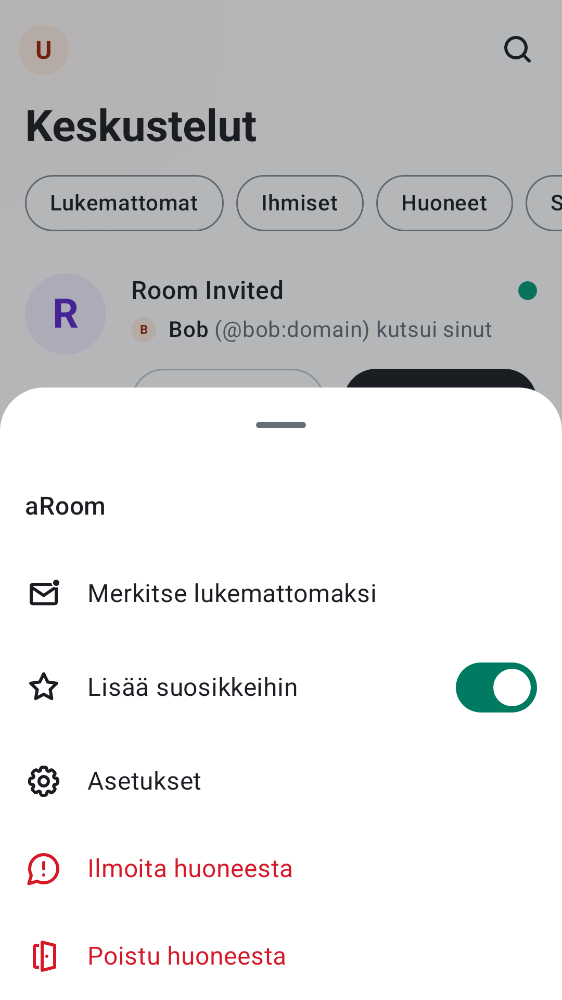 U
Keskustelut
Lukemattomat
Ihmiset
Huoneet
R
Room Invited
B Bob (@bob:domain) kutsui sinut
aRoom
Merkitse lukemattomaksi
Lisää suosikkeihin
Asetukset
Ilmoita huoneesta
Poistu huoneesta